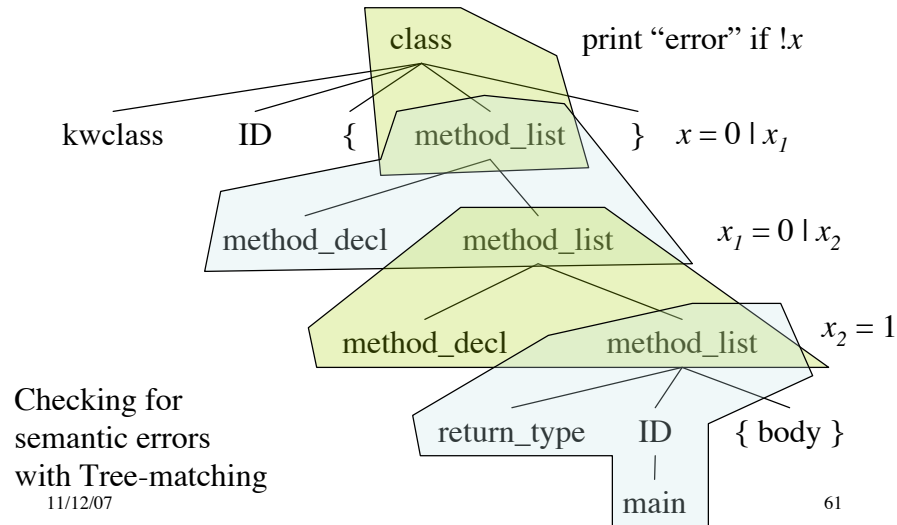 class print “error” if !x
kwclass ID { method_list } x = 0 | x1
method_decl method_list x1 = 0 | x2
method_decl method_list x2 = 1
Checking for
semantic errors
with Tree-matching
return_type ID { body }
main
11/12/07 61